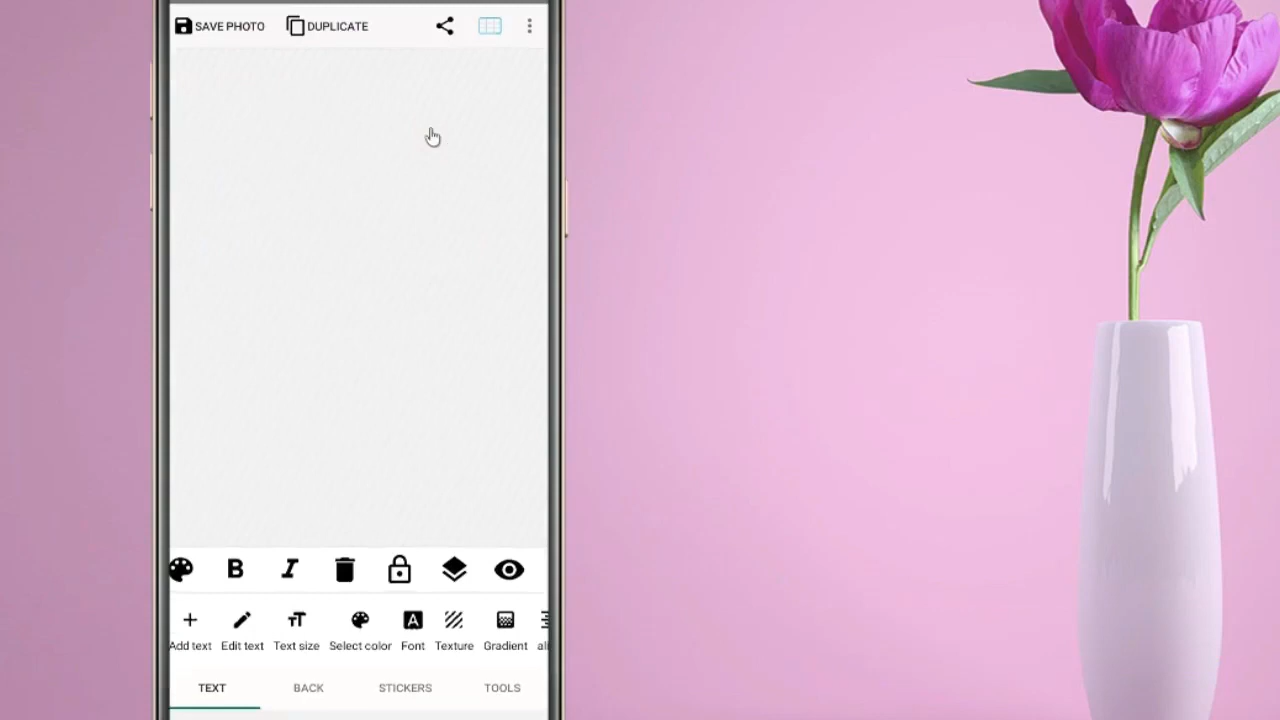 SAVE PHOTO DUPLICATE
B I
Add text Edit text Text size Select color Font Texture Gradient
TEXT BACK STICKERS TOOLS